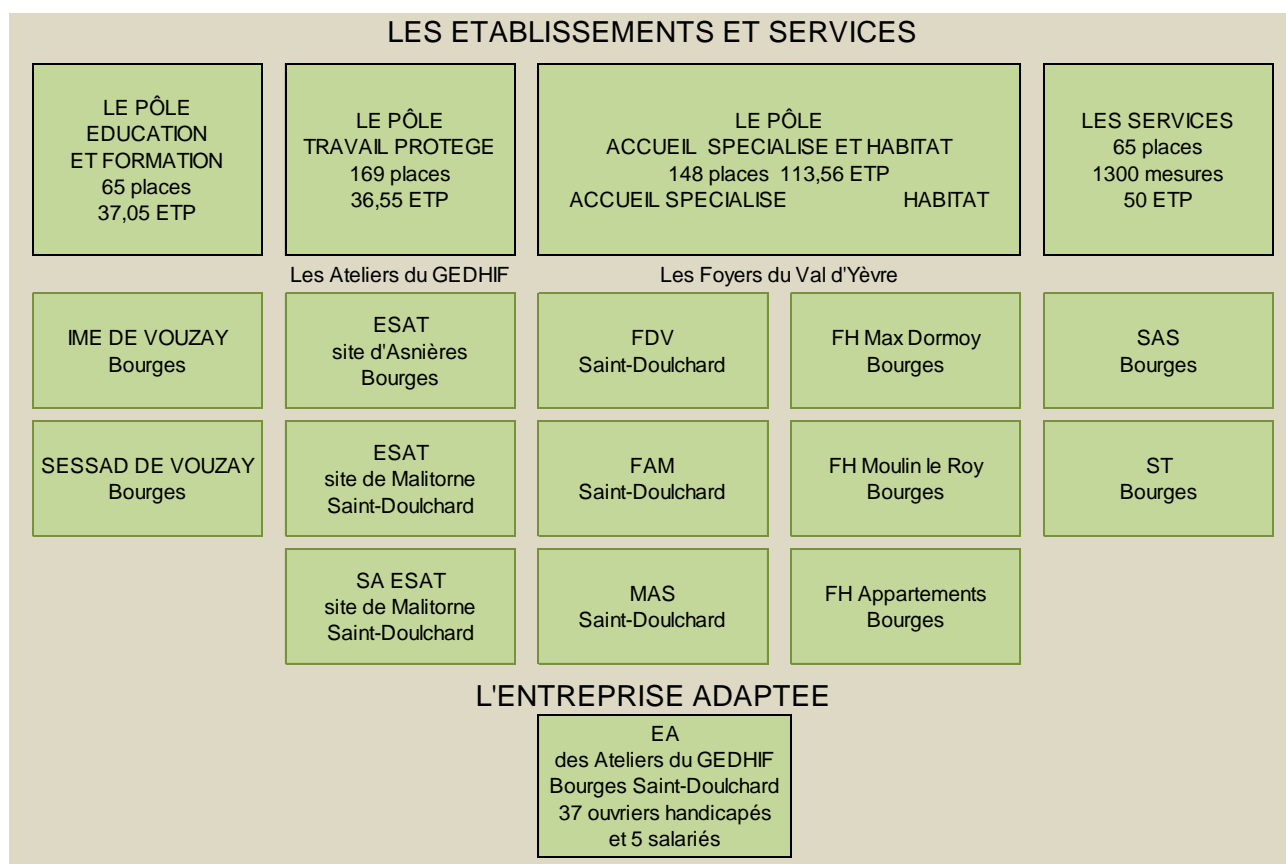 LES ETABLISSEMENTS ET SERVICES
LE PÔLE
EDUCATION
ET FORMATION
65 places
37,05 ETP
LE PÔLE
TRAVAIL PROTEGE
169 places
36,55 ETP
LE PÔLE
ACCUEIL SPECIALISE ET HABITAT
148 places 113,56 ETP
ACCUEIL SPECIALISE HABITAT
LES SERVICES
65 places
1300 mesures
50 ETP
Les Ateliers du GEDHIF
Les Foyers du Val d'Yèvre
IME DE VOUZAY
Bourges
ESAT
site d'Asnières
Bourges
FDV
Saint-Doulchard
FH Max Dormoy
Bourges
SAS
Bourges
SESSAD DE VOUZAY
Bourges
ESAT
site de Malitorne
Saint-Doulchard
FAM
Saint-Doulchard
FH Moulin le Roy
Bourges
ST
Bourges
SA ESAT
site de Malitorne
Saint-Doulchard
MAS
Saint-Doulchard
FH Appartements
Bourges
L'ENTREPRISE ADAPTEE
EA
des Ateliers du GEDHIF
Bourges Saint-Doulchard
37 ouvriers handicapés
et 5 salariés